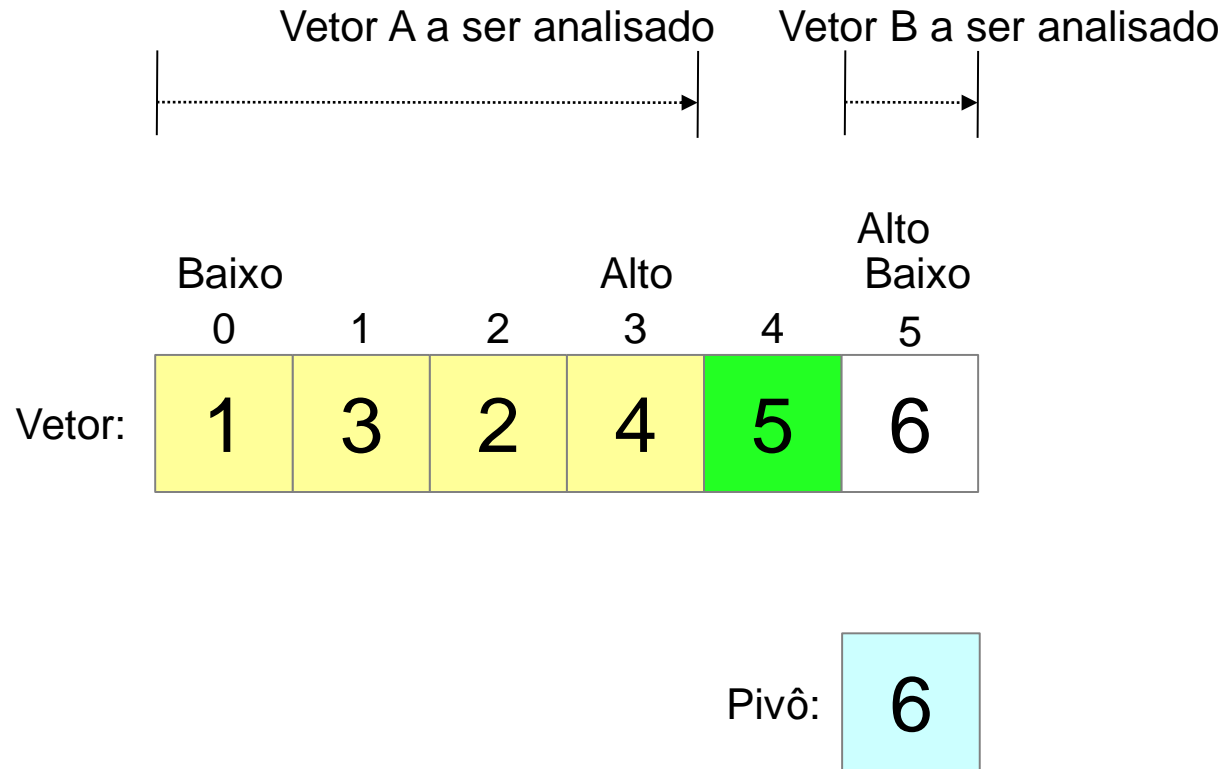 Vetor A a ser analisado Vetor B a ser analisado
Alto
Baixo Alto Baixo
0 1 2 3 4 5
Vetor: 1 3 2 4 5 6
Pivô: 6